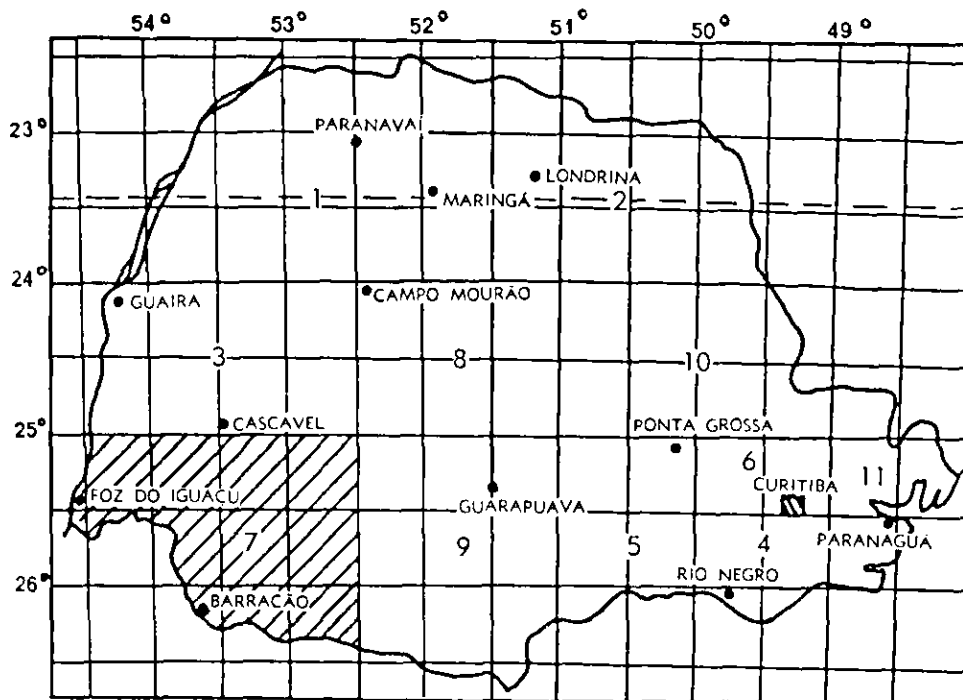 54° 53° 52° 51° 50° 49°
23°
PARANAVAÍ
LONDRINA
1 MARINGÁ 2
24°
GUAIRA
CAMPO MOURÃO
3 8 10
CASCAVEL
25°
PONTA GROSSA
6
FOZ DO IGUAÇU
GUARAPUAVA
CURITIBA
11
7 9 5 4
PARANAGUÁ
26°
BARRACÃO
RIO NEGRO